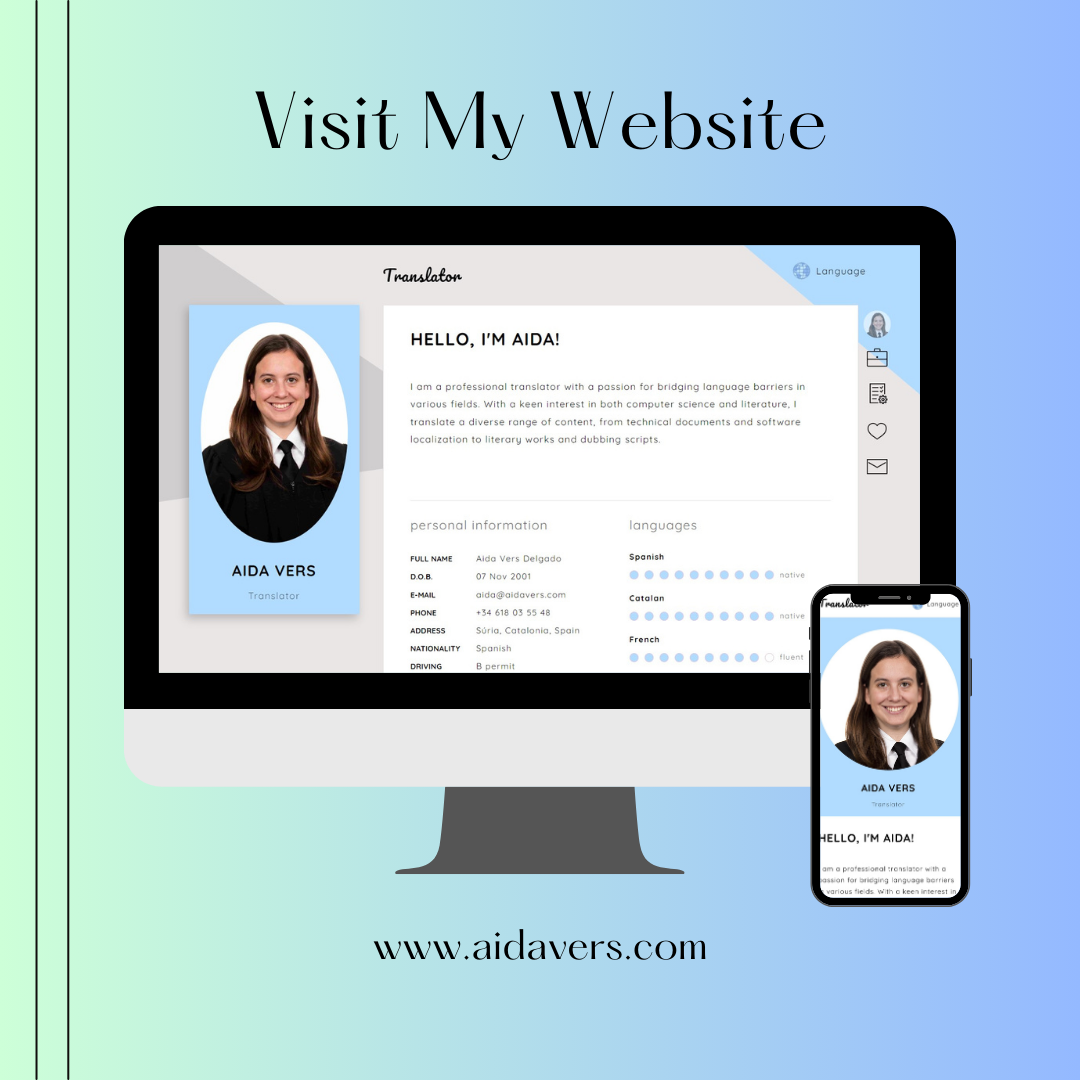 Visit My Website
Translator
Language
HELLO, I'M AIDA!
I am a professional translator with a passion for bridging language barriers in
various fields. With a keen interest in both computer science and literature, I
translate a diverse range of content, from technical documents and software
localization to literary works and dubbing scripts.
AIDA VERS
Translator
personal information
FULL NAME Aida Vers Delgado
D.O.B. 07 Nov 2001
E-MAIL aida@aidavers.com
PHONE +34 618 03 55 48
ADDRESS Súria, Catalonia, Spain
NATIONALITY Spanish
DRIVING B permit
languages
Spanish
native
Catalan
native
French
fluent
Translator
Language
AIDA VERS
Translator
HELLO, I'M AIDA!
am a professional translator with a
passion for bridging language barriers
various fields. With a keen interest in
www.aidavers.com